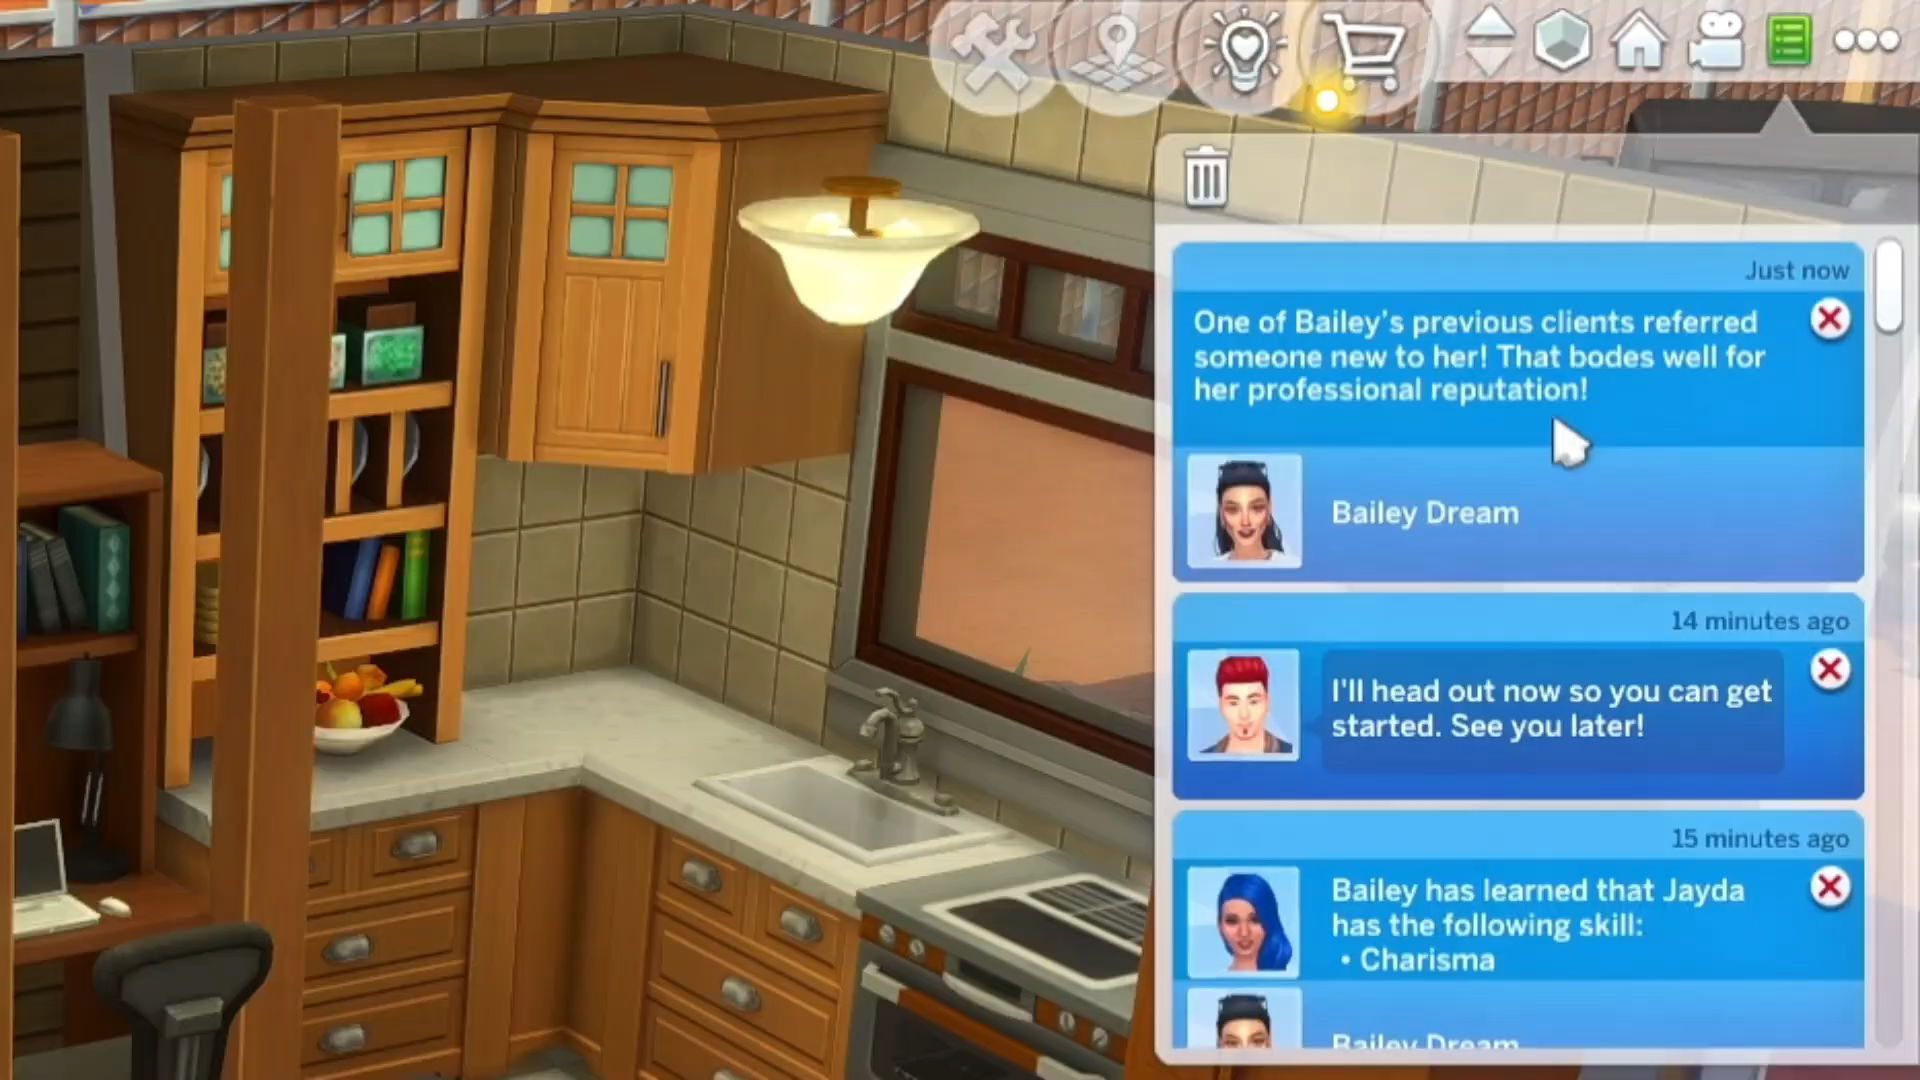 Just now
One of Bailey's previous clients referred
someone new to her! That bodes well for
her professional reputation!
Bailey Dream
14 minutes ago
I'll head out now so you can get
started. See you later!
15 minutes ago
Bailey has learned that Jayda
has the following skill:
• Charisma
Bailey Dream